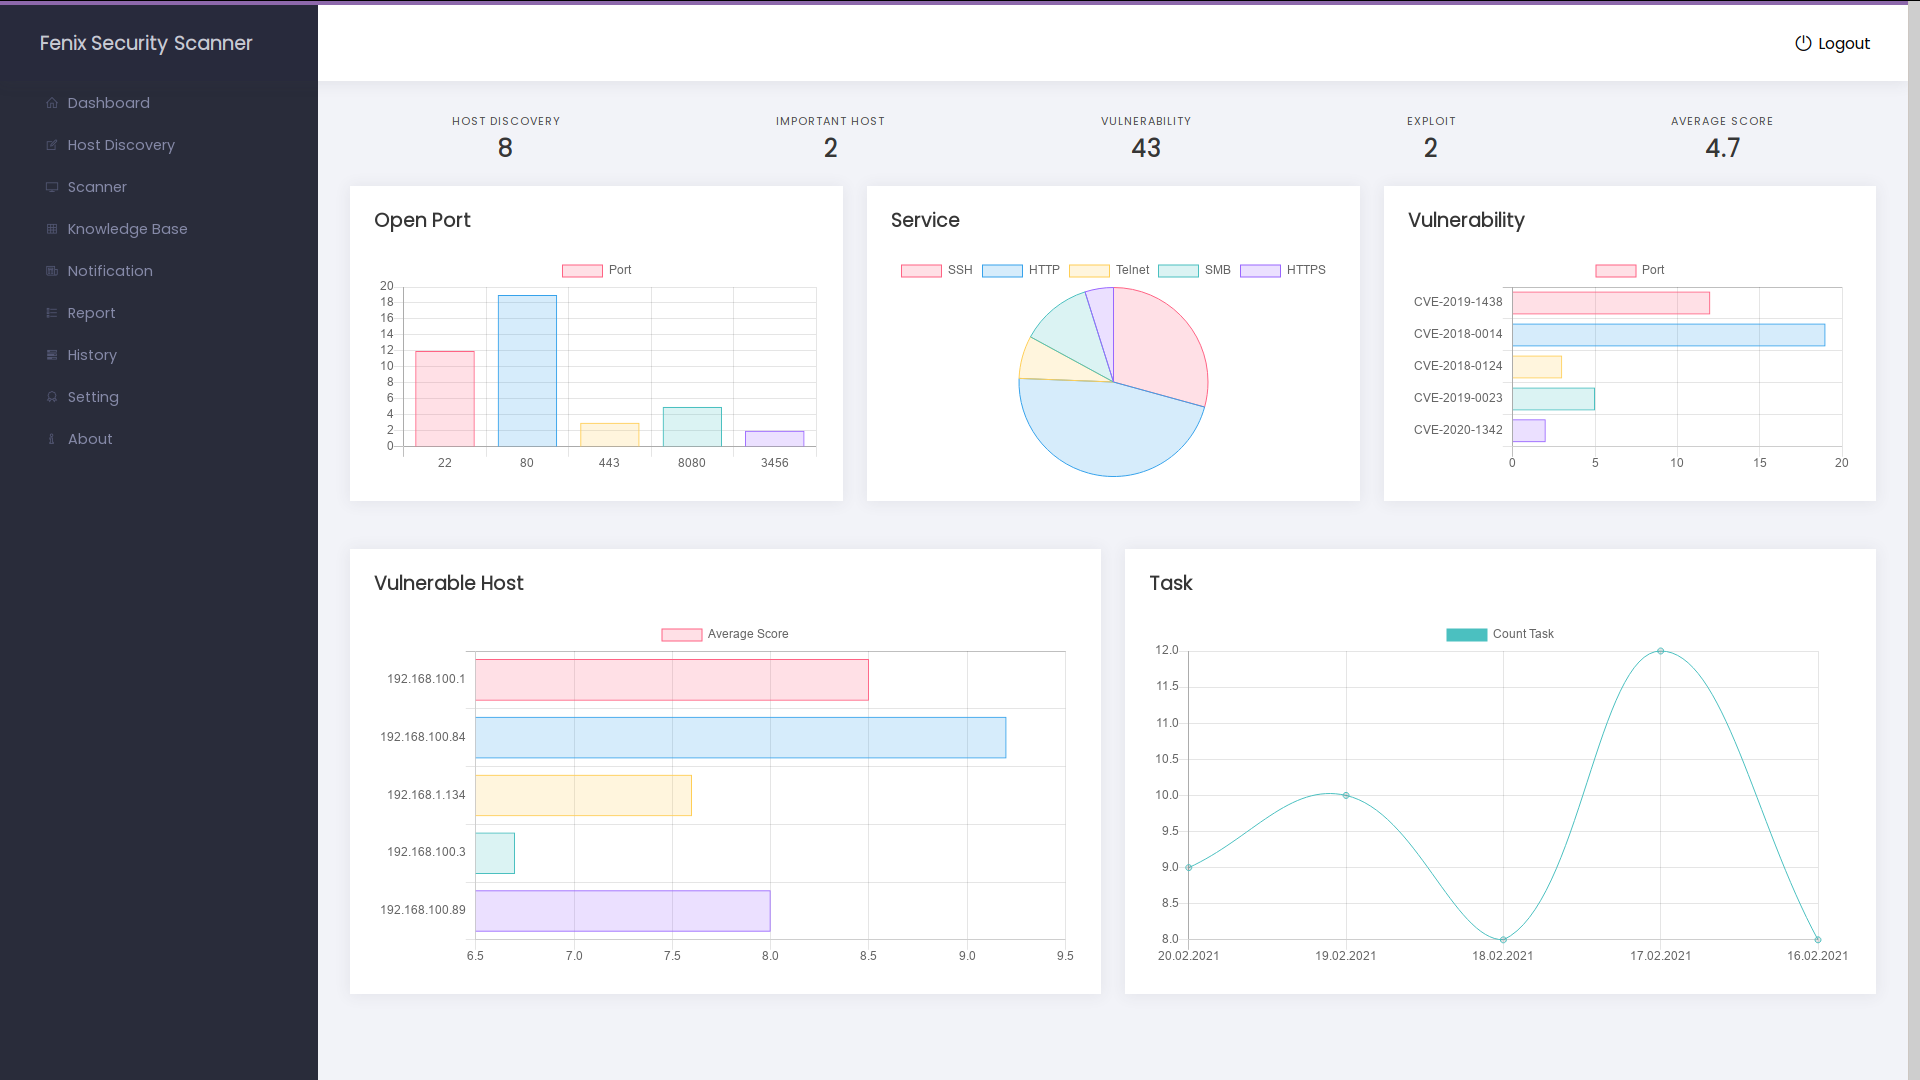 Fenix Security Scanner
Logout
Dashboard
Host Discovery
Scanner
Knowledge Base
Notification
Report
History
Setting
About
HOST DISCOVERY
8
IMPORTANT HOST
2
VULNERABILITY
43
EXPLOIT
2
AVERAGE SCORE
4.7
Open Port
Port
20
18
16
14
12
10
8
6
4
2
0
22 80 443 8080 3456
Service
SSH HTTP Telnet SMB HTTPS
Vulnerability
Port
CVE-2019-1438
CVE-2018-0014
CVE-2018-0124
CVE-2019-0023
CVE-2020-1342
0 5 10 15 20
Vulnerable Host
Average Score
192.168.100.1
192.168.100.84
192.168.1.134
192.168.100.3
192.168.100.89
6.5 7.0 7.5 8.0 8.5 9.0 9.5
Task
Count Task
12.0
11.5
11.0
10.5
10.0
9.5
9.0
8.5
8.0
20.02.2021 19.02.2021 18.02.2021 17.02.2021 16.02.2021